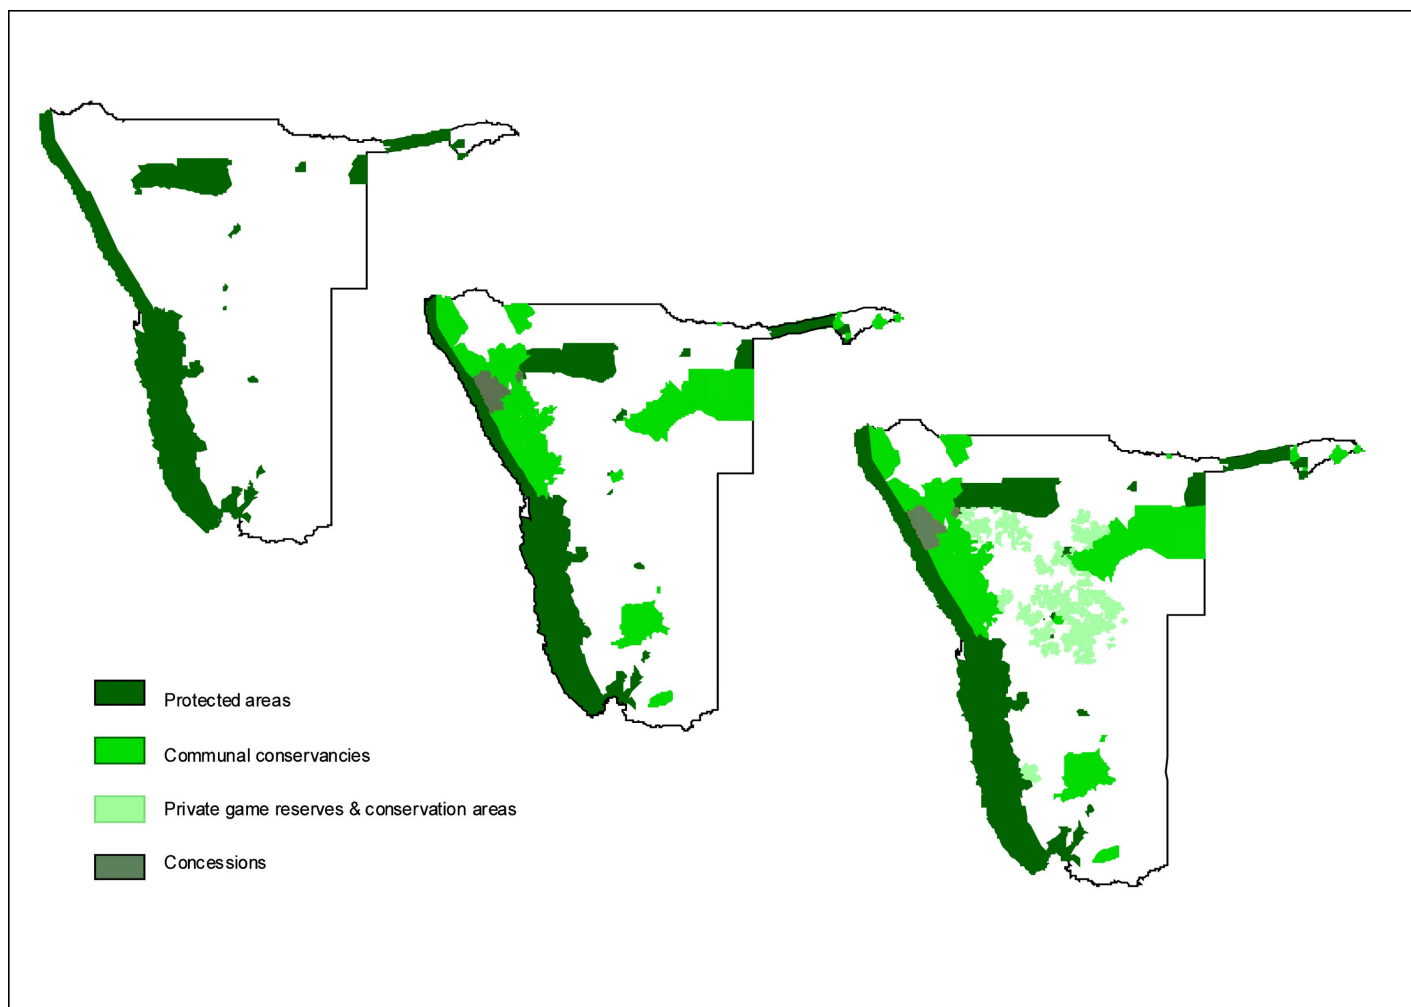 Protected areas
Communal conservancies
Private game reserves & conservation areas
Concessions